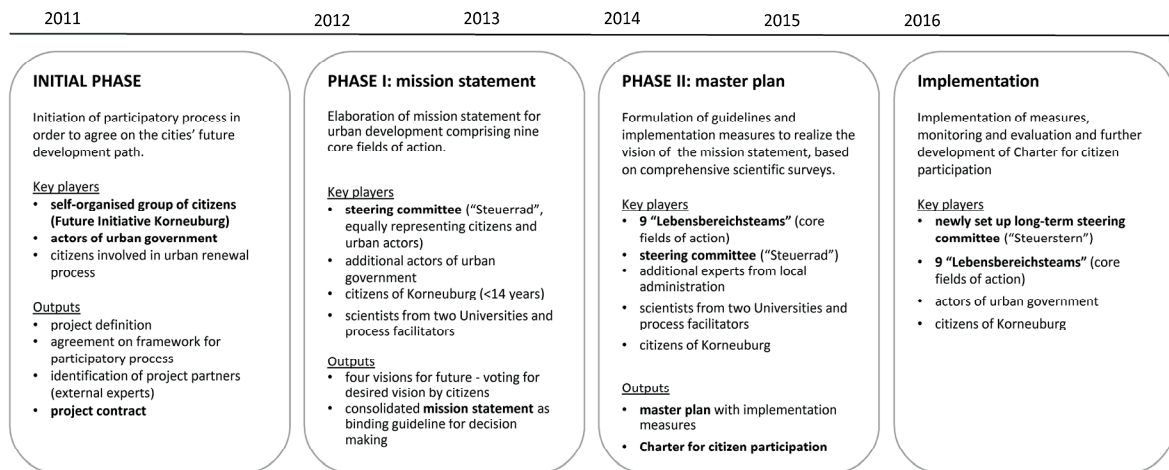 2011
2012
2013
2014
2015
2016
INITIAL PHASE
Initiation of participatory process in
order to agree on the cities’ future
development path.
Key players
• self-organised group of citizens
(Future Initiative Korneuburg)
• actors of urban government
• citizens involved in urban renewal
process
Outputs
• project definition
• agreement on framework for
participatory process
• identification of project partners
(external experts)
• project contract
PHASE I: mission statement
Elaboration of mission statement for
urban development comprising nine
core fields of action.
Key players
• steering committee (“Steuerrad”,
equally representing citizens and
urban actors)
• additional actors of urban
government
• citizens of Korneuburg (<14 years)
• scientists from two Universities and
process facilitators
Outputs
• four visions for future - voting for
desired vision by citizens
• consolidated mission statement as
binding guideline for decision
making
PHASE II: master plan
Formulation of guidelines and
implementation measures to realize the
vision of the mission statement, based
on comprehensive scientific surveys.
Key players
• 9 “Lebensbereichsteams” (core
fields of action)
• steering committee (“Steuerrad”)
• additional experts from local
administration
• scientists from two Universities and
process facilitators
• citizens of Korneuburg
Outputs
• master plan with implementation
measures
• Charter for citizen participation
Implementation
Implementation of measures,
monitoring and evaluation and further
development of Charter for citizen
participation
Key players
• newly set up long-term steering
committee (“Steuerstern”)
• 9 “Lebensbereichsteams” (core
fields of action)
• actors of urban government
• citizens of Korneuburg